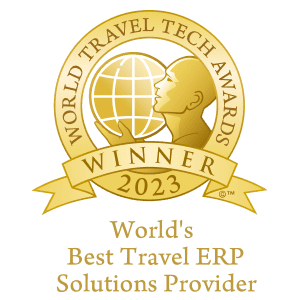 WORLD TRAVEL TECH AWARDS
WINNER
2023
©™
World's
Best Travel ERP
Solutions Provider